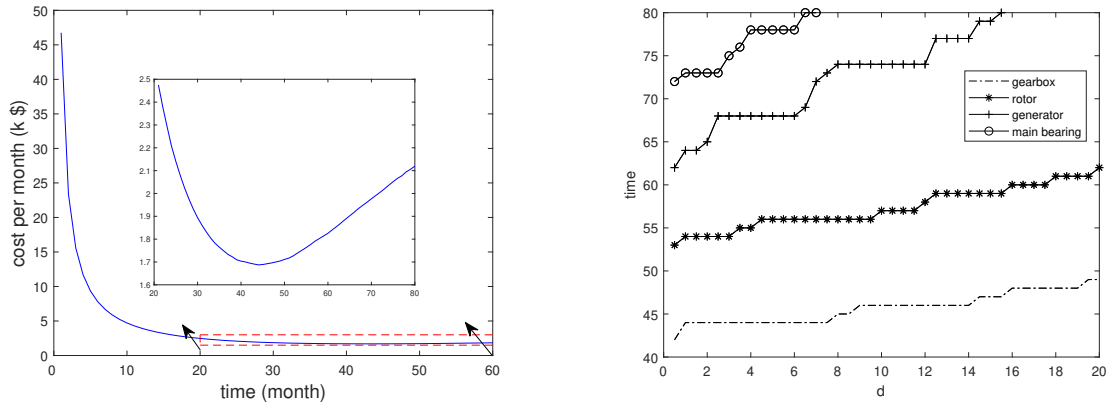 cost per month (k $)
50
45
40
35
30
25
20
15
10
5
0
0 10 20 30 40 50 60
time (month)
2.5
2.4
2.3
2.2
2.1
2
1.9
1.8
1.7
1.6
20 30 40 50 60 70 80
time
80
75
70
65
60
55
50
45
40
0 2 4 6 8 10 12 14 16 18 20
d
gearbox
rotor
generator
main bearing